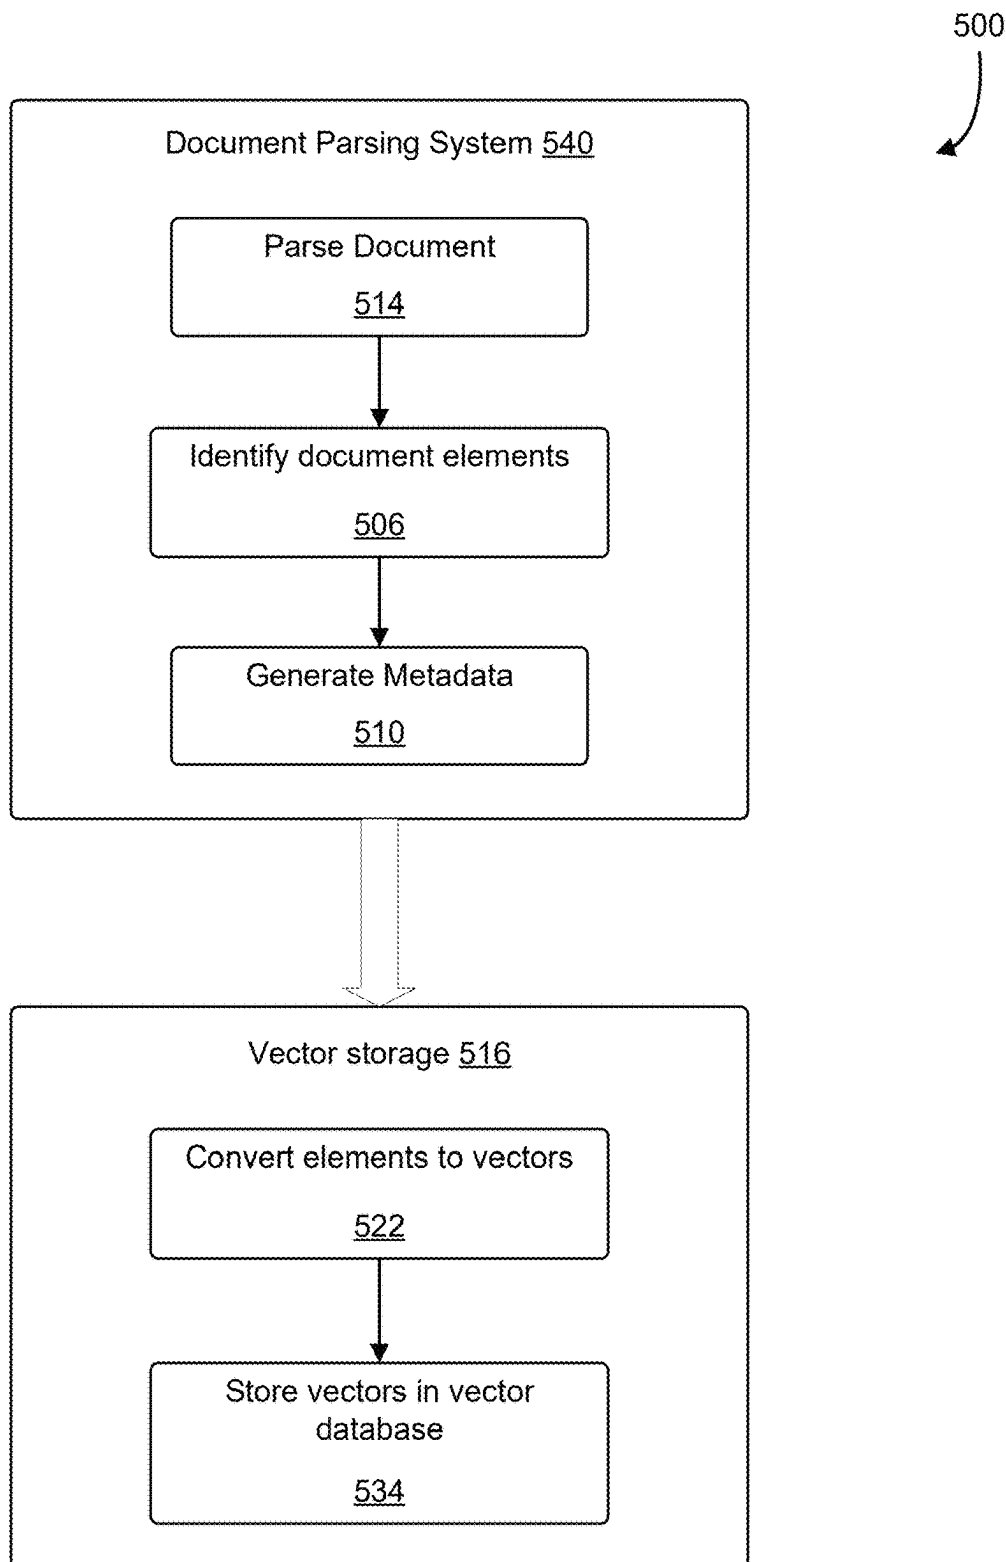 500
Document Parsing System 540
Parse Document
514
Identify document elements
506
Generate Metadata
510
Vector storage 516
Convert elements to vectors
522
Store vectors in vector
database
534